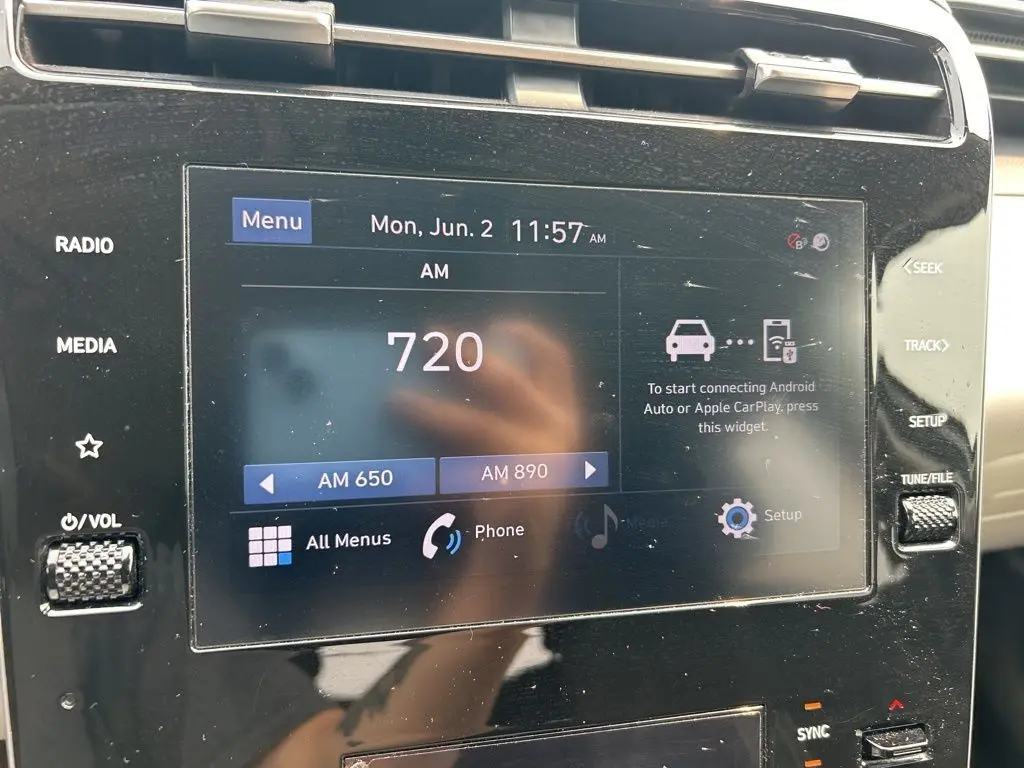 Menu
Mon, Jun. 2 11:57 AM
AM
720
AM 650
AM 890
To start connecting Android
Auto or Apple CarPlay, press
this widget.
All Menus
Phone
Media
Setup
RADIO
MEDIA
VOL
SEEK
TRACK
SETUP
TUNE/FILE
SYNC